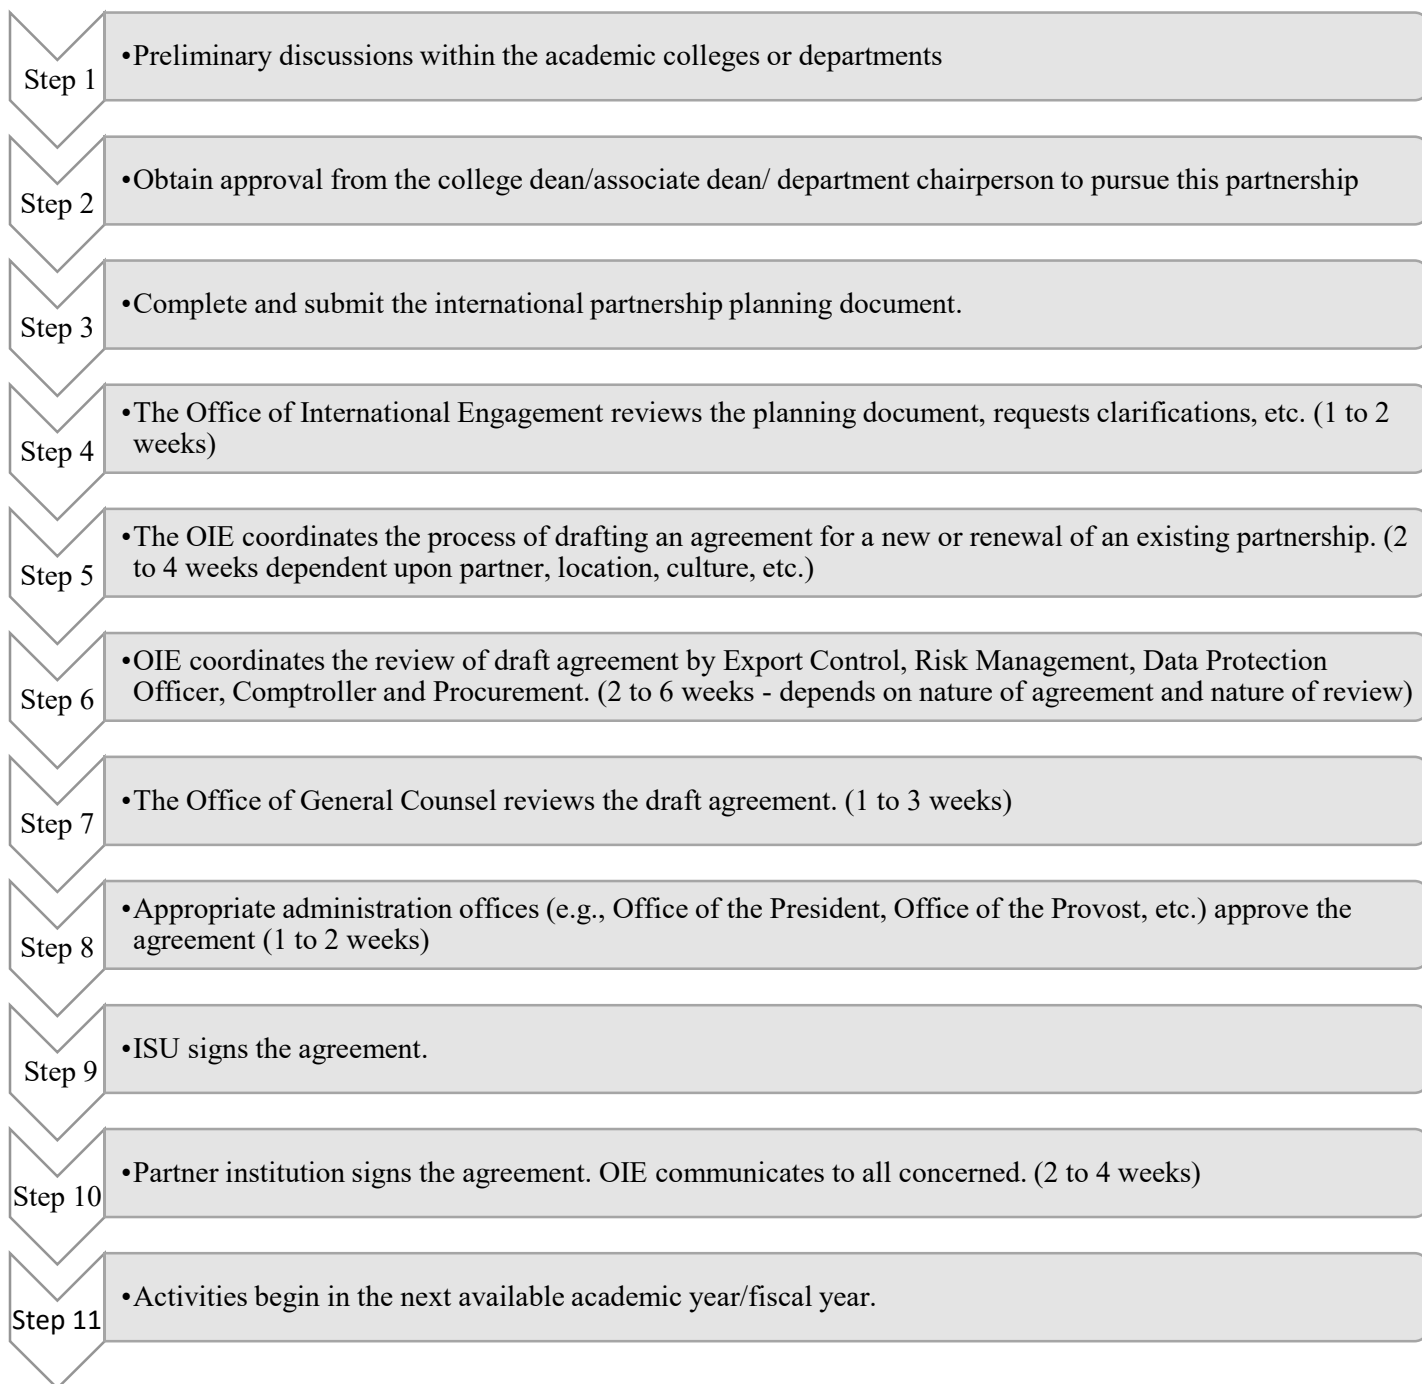 Step 1
•Preliminary discussions within the academic colleges or departments
Step 2
•Obtain approval from the college dean/associate dean/ department chairperson to pursue this partnership
Step 3
•Complete and submit the international partnership planning document.
Step 4
•The Office of International Engagement reviews the planning document, requests clarifications, etc. (1 to 2
weeks)
Step 5
•The OIE coordinates the process of drafting an agreement for a new or renewal of an existing partnership. (2
to 4 weeks dependent upon partner, location, culture, etc.)
Step 6
•OIE coordinates the review of draft agreement by Export Control, Risk Management, Data Protection
Officer, Comptroller and Procurement. (2 to 6 weeks - depends on nature of agreement and nature of review)
Step 7
•The Office of General Counsel reviews the draft agreement. (1 to 3 weeks)
Step 8
•Appropriate administration offices (e.g., Office of the President, Office of the Provost, etc.) approve the
agreement (1 to 2 weeks)
Step 9
•ISU signs the agreement.
Step 10
•Partner institution signs the agreement. OIE communicates to all concerned. (2 to 4 weeks)
Step 11
•Activities begin in the next available academic year/fiscal year.